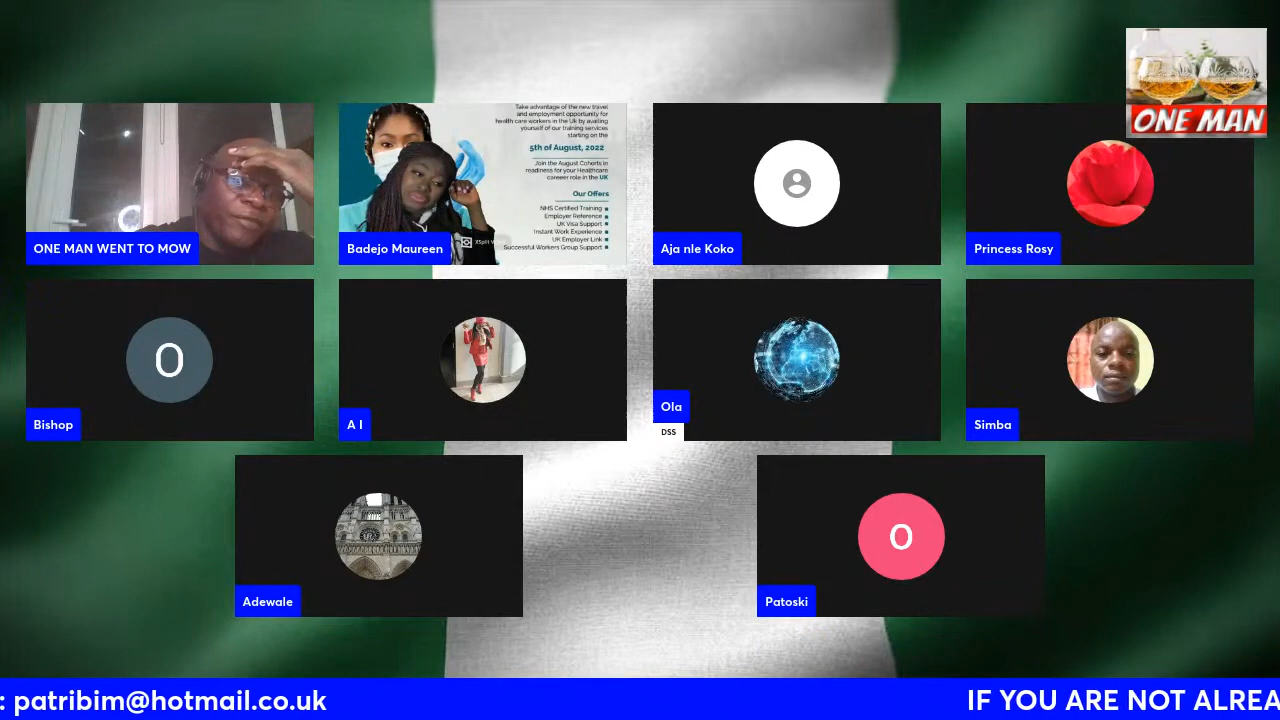 ONE MAN
Take advantage of the new travel
and employment opportunity for
health care workers in the Uk by availing
yourself of our training services
starting on the
5th of August, 2022
Join the August Cohorts in
readiness for your Healthcare
careeer role in the UK
Our Offers
NHS Certified Training
Employer Reference
UK Visa Support
Instant Work Experience
UK Employer Link
Successful Workers Group Support
XSplit
ONE MAN WENT TO MOW
Badejo Maureen
Aja nle Koko
Princess Rosy
O
Bishop
A I
Ola
DSS
Simba
Adewale
O
Patoski
: patribim@hotmail.co.uk
IF YOU ARE NOT ALREA